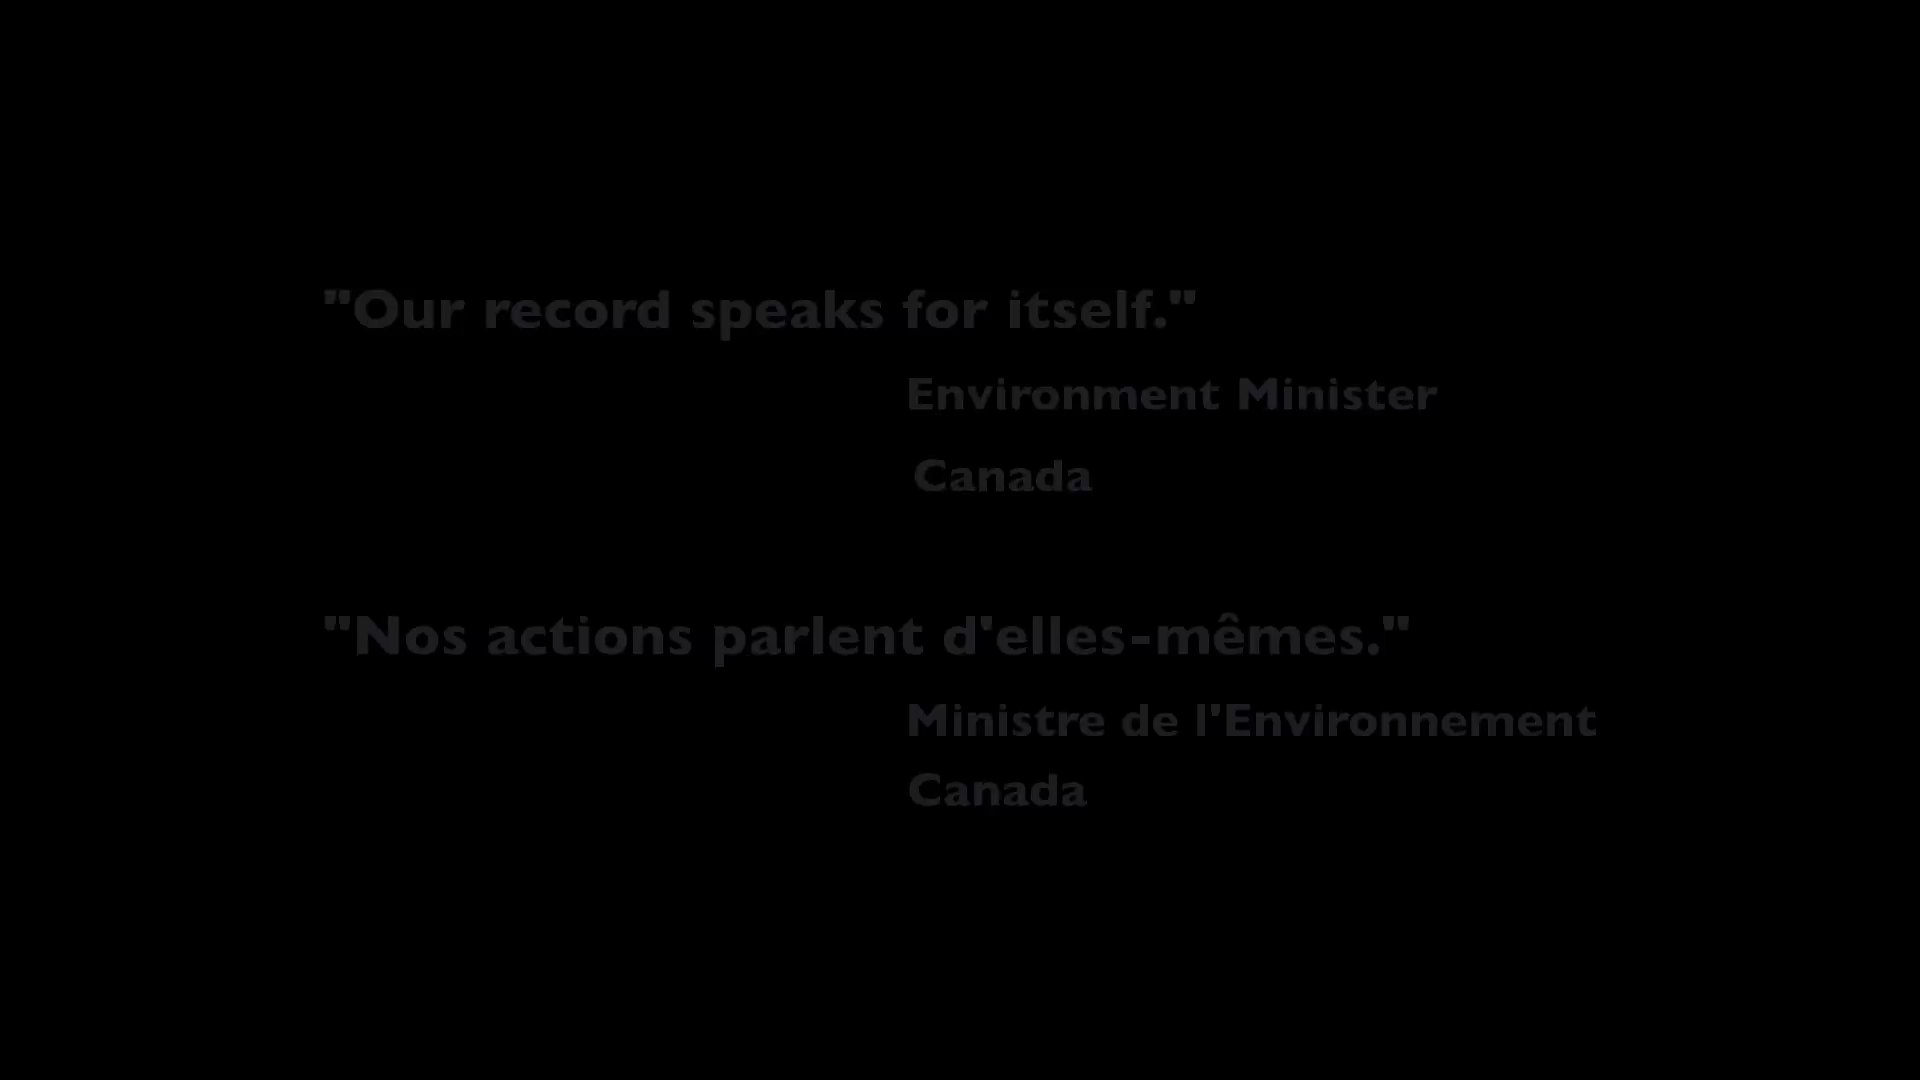 "Our record speaks for itself."
Environment Minister
Canada
"Nos actions parlent d'elles-mêmes."
Ministre de l'Environnement
Canada